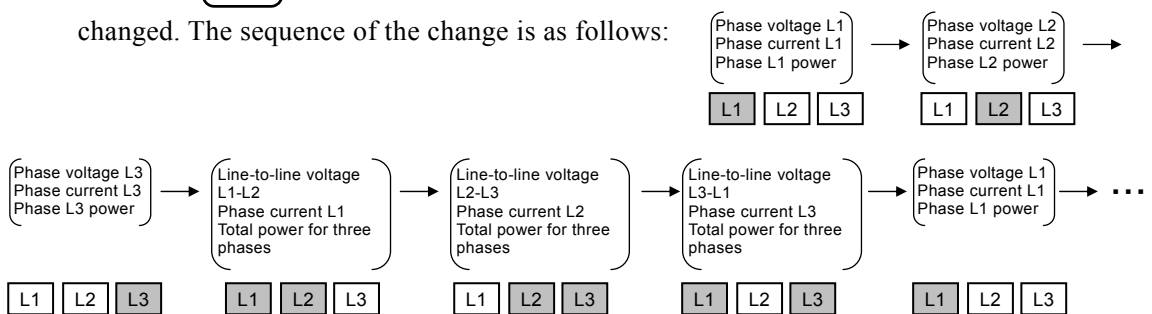 changed. The sequence of the change is as follows:
Phase voltage L1
Phase current L1
Phase L1 power
L1 L2 L3
Phase voltage L2
Phase current L2
Phase L2 power
L1 L2 L3
Phase voltage L3
Phase current L3
Phase L3 power
L1 L2 L3
Line-to-line voltage
L1-L2
Phase current L1
Total power for three
phases
L1 L2 L3
Line-to-line voltage
L2-L3
Phase current L2
Total power for three
phases
L1 L2 L3
Line-to-line voltage
L3-L1
Phase current L3
Total power for three
phases
L1 L2 L3
Phase voltage L1
Phase current L1
Phase L1 power
L1 L2 L3
...